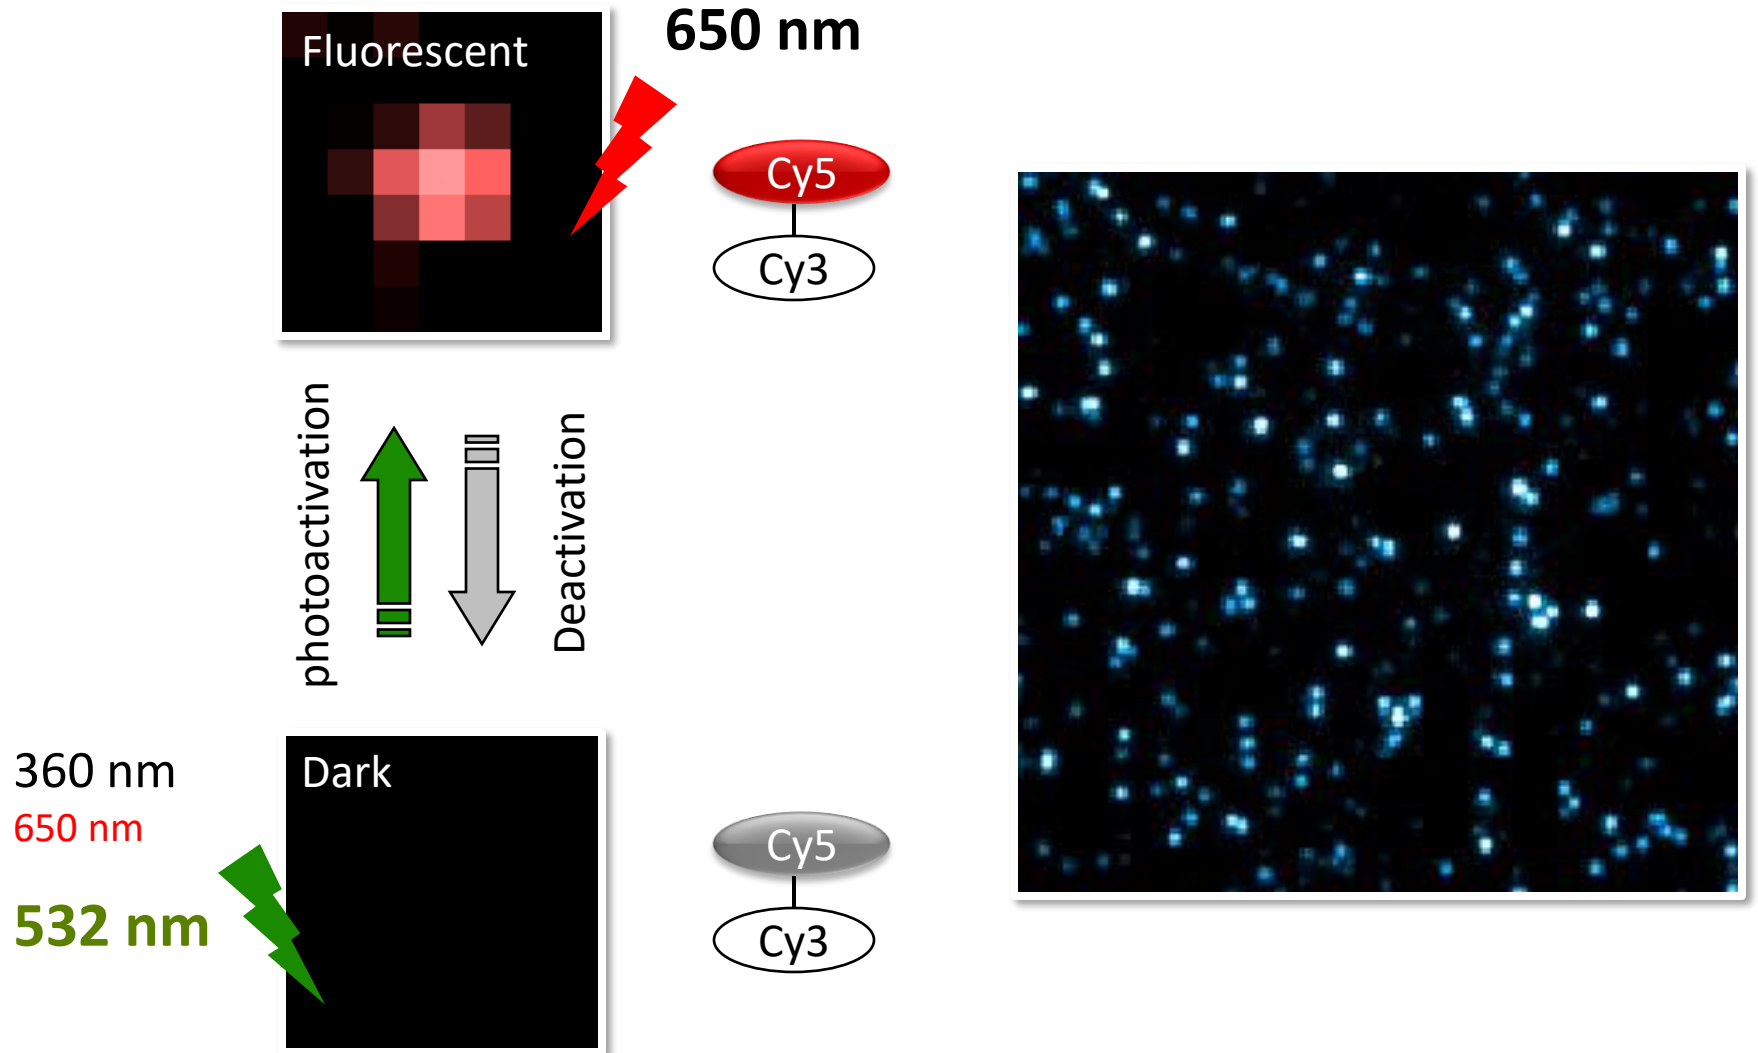 650 nm
Fluorescent
Cy5
Cy3
photoactivation
Deactivation
360 nm
650 nm
532 nm
Dark
Cy5
Cy3